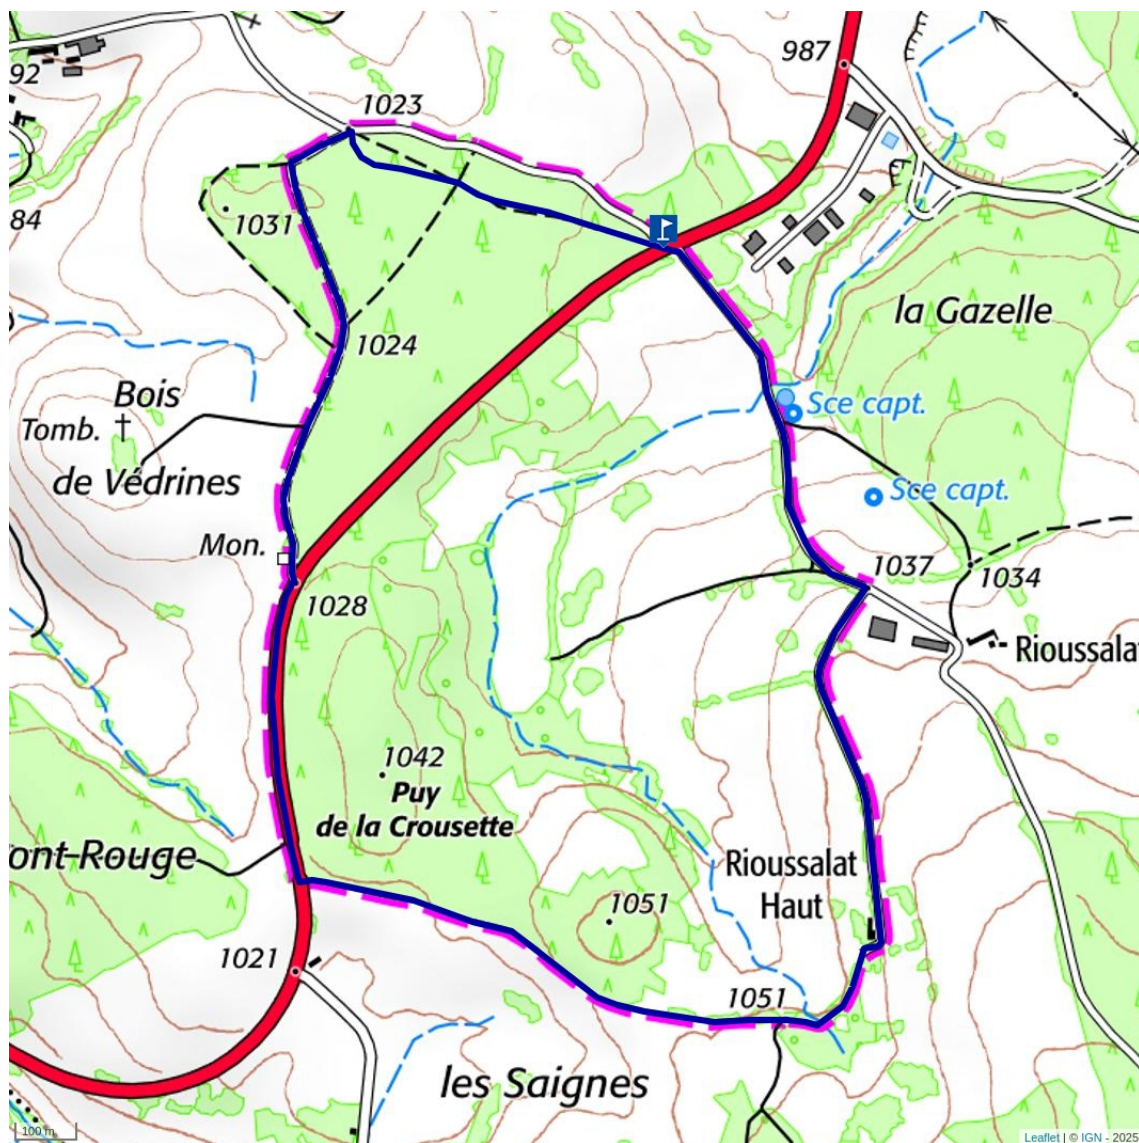 987
1023
92
84
1031
la Gazelle
1024
Bois
Tomb.
de Védrines
Sce capt.
Sce capt.
Mon.
1037
1034
1028
Rioussalat
1042
Puy
de la Crousette
ont-Rouge
Rioussalat
Haut
1051
1021
1051
les Saignes
100 m
Leaflet | © IGN - 2025